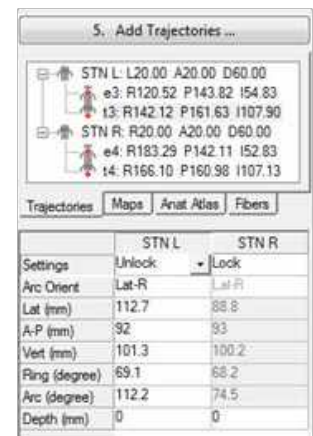 5. Add Trajectories ...
STN L: L20.00 A20.00 D60.00
e3: R120.52 P143.82 I54.83
t3: R142.12 P161.63 I107.90
STN R: R20.00 A20.00 D60.00
e4: R183.29 P142.11 I52.83
t4: R166.10 P160.98 I107.13
Trajectories Maps Anat Atlas Fibers
STN L STN R
Settings Unlock Lock
Arc Orient Lat-R Lat-R
Lat (mm) 112.7 88.8
A-P (mm) 92 93
Vert (mm) 101.3 100.2
Ring (degree) 69.1 68.2
Arc (degree) 112.2 74.5
Depth (mm) 0 0